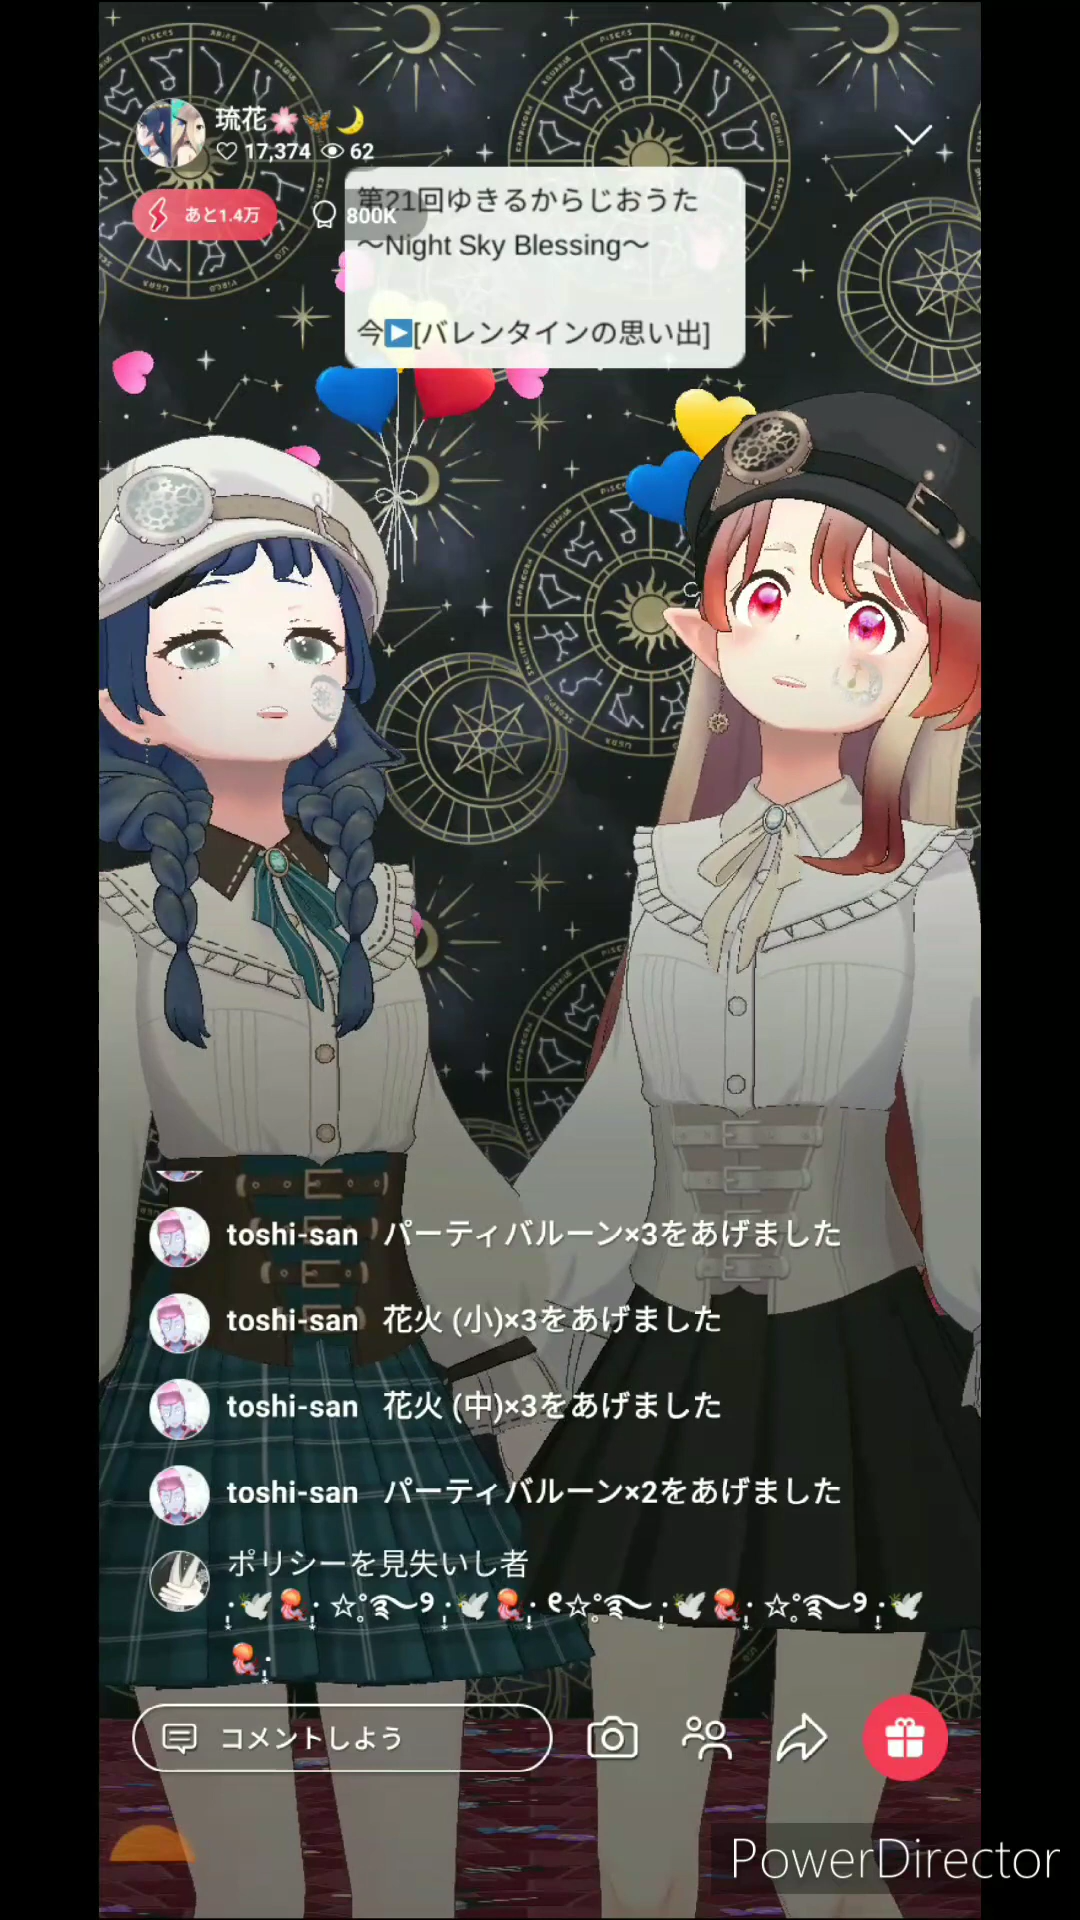 琉花🌸🦋🌙
♡ 17,374 62
あと1.4万
800K
第21回ゆきるからじおうた
〜Night Sky Blessing〜
今▶[バレンタインの思い出]
toshi-san パーティバルーン×3をあげました
toshi-san 花火 (小)×3をあげました
toshi-san 花火 (中)×3をあげました
toshi-san パーティバルーン×2をあげました
ポリシーを見失いし者
コメントしよう
PowerDirector